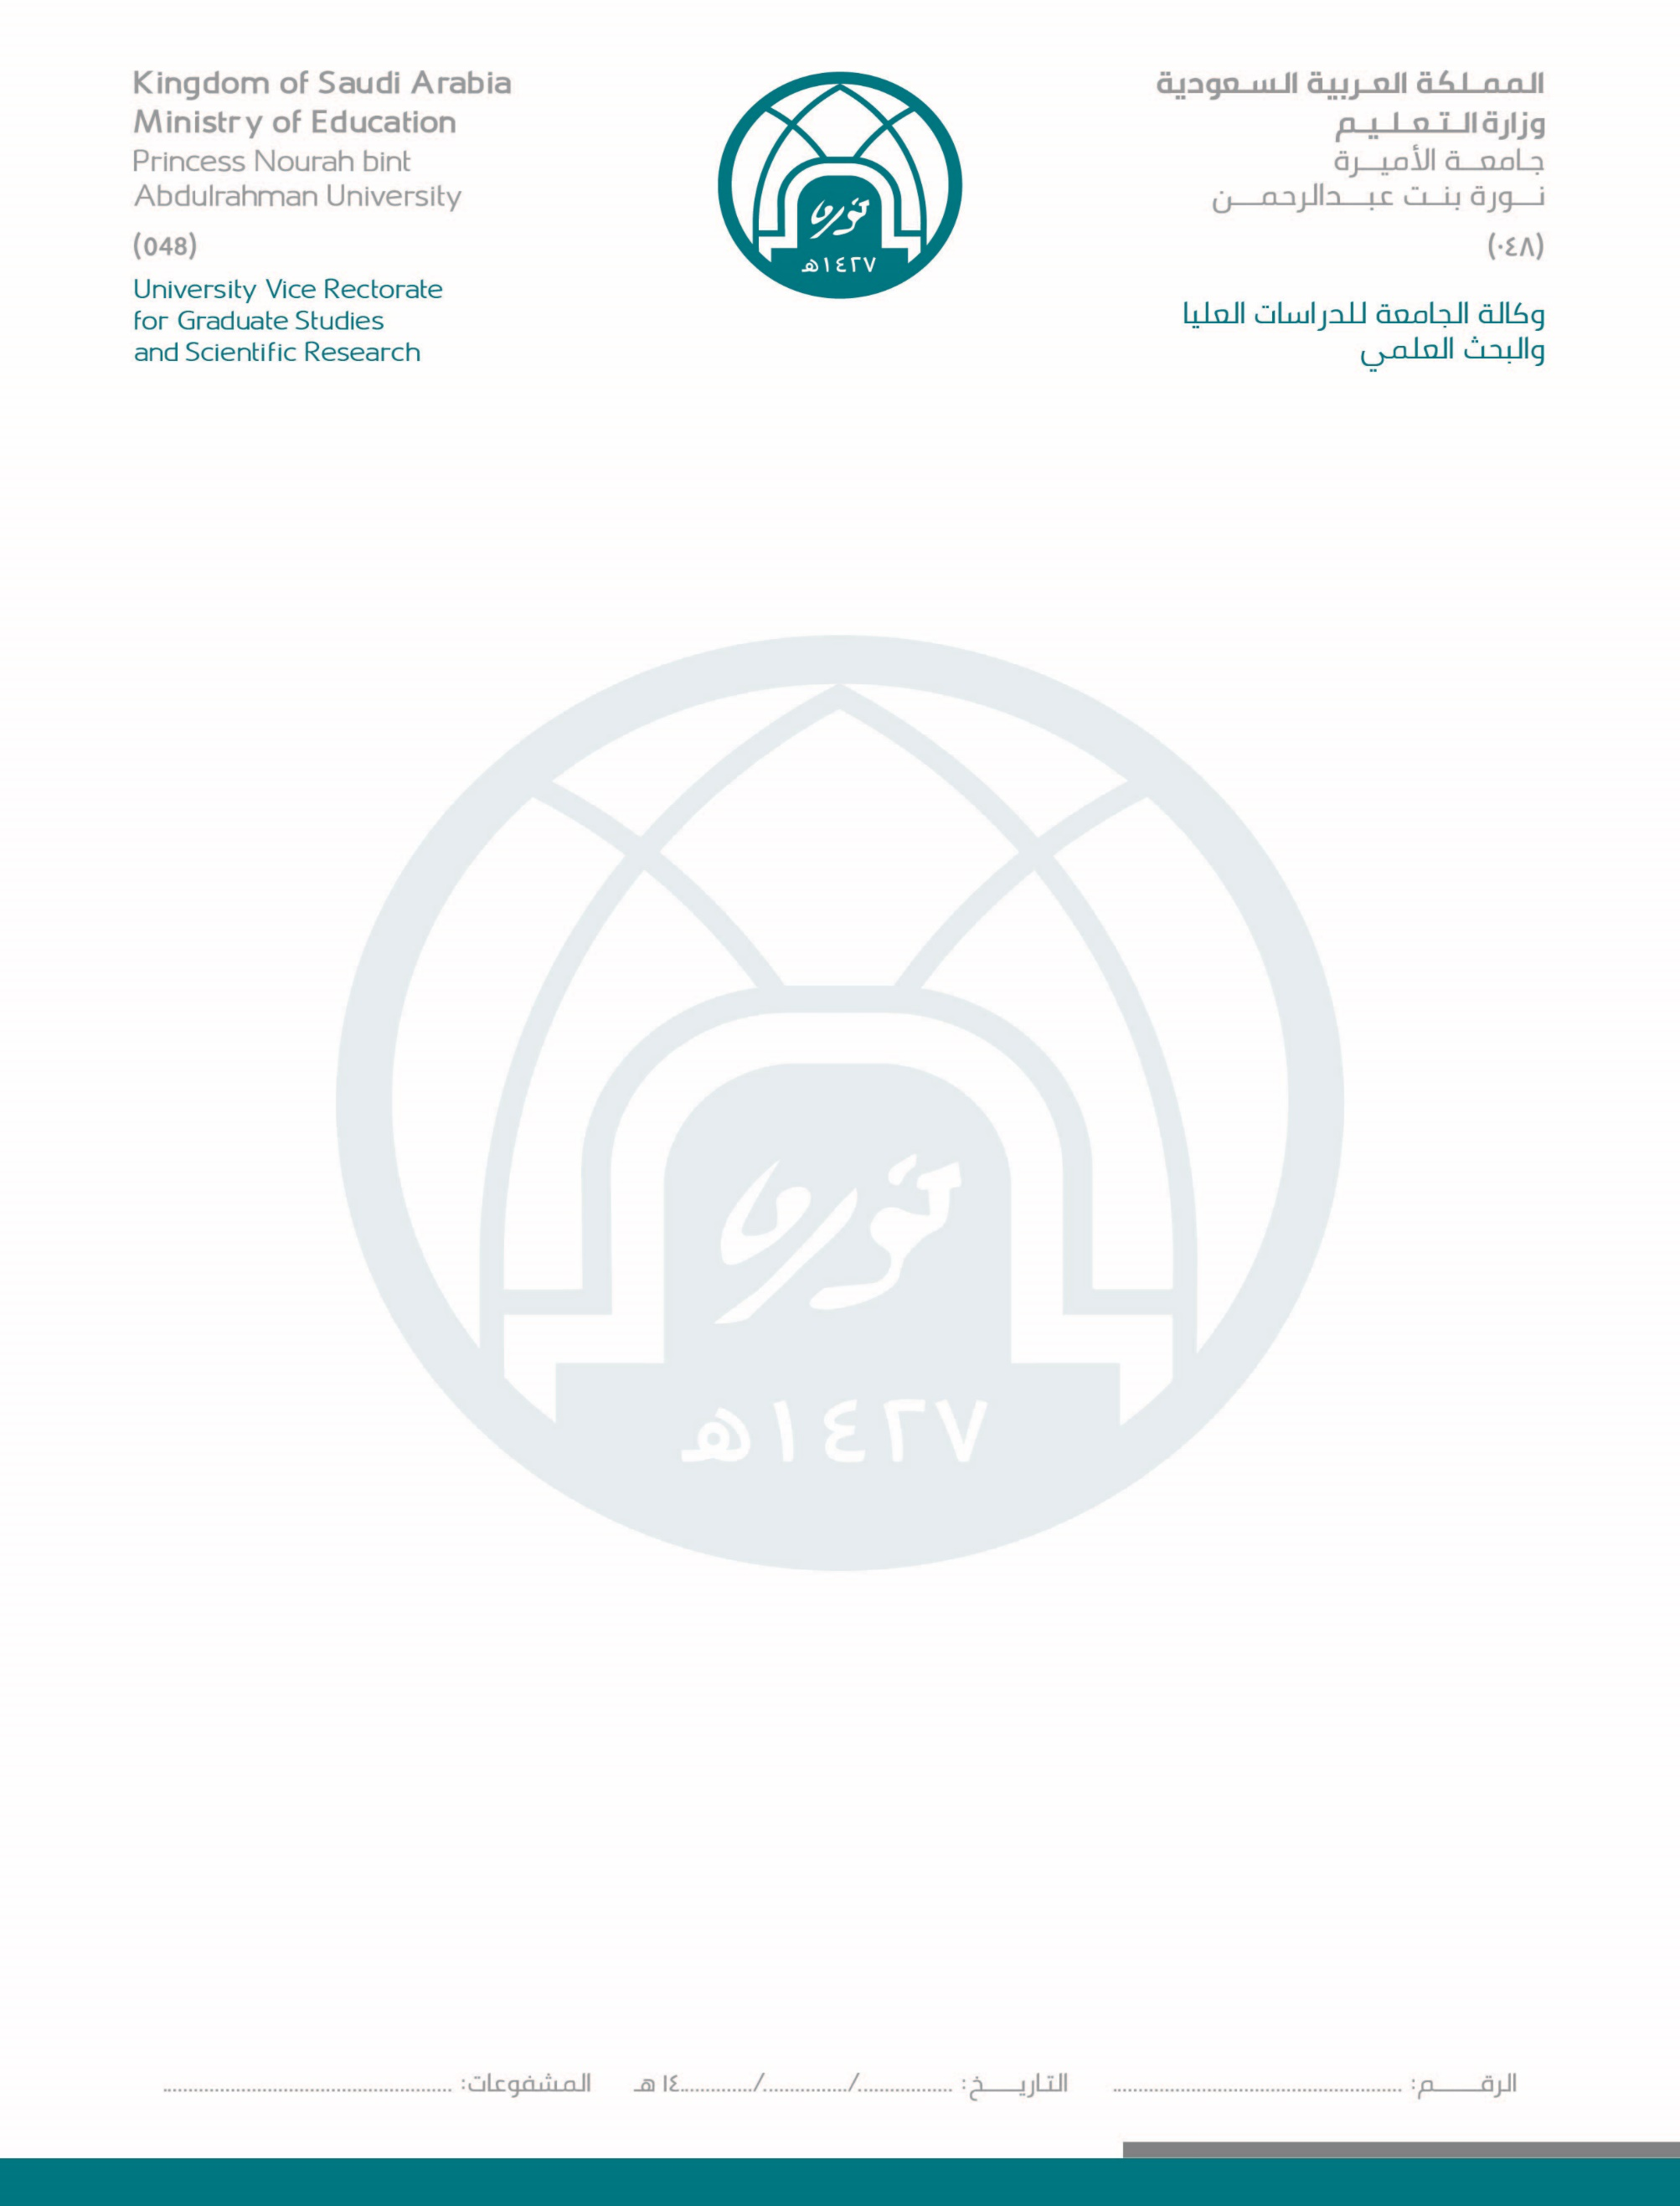 Kingdom of Saudi Arabia
Ministry of Education
Princess Nourah bint
Abdulrahman University
(048)
University Vice Rectorate
for Graduate Studies
and Scientific Research
نورة
١٤٢٧هـ
المملكة العربية السعودية
وزارة التعليم
جامعة الأميرة
نورة بنت عبدالرحمن
(٠٤٨)
وكالة الجامعة للدراسات العليا
والبحث العلمي
نورة
١٤٢٧هـ
الرقم: ........................ التاريخ: ............/............/............١٤ هـ المشفوعات: ........................